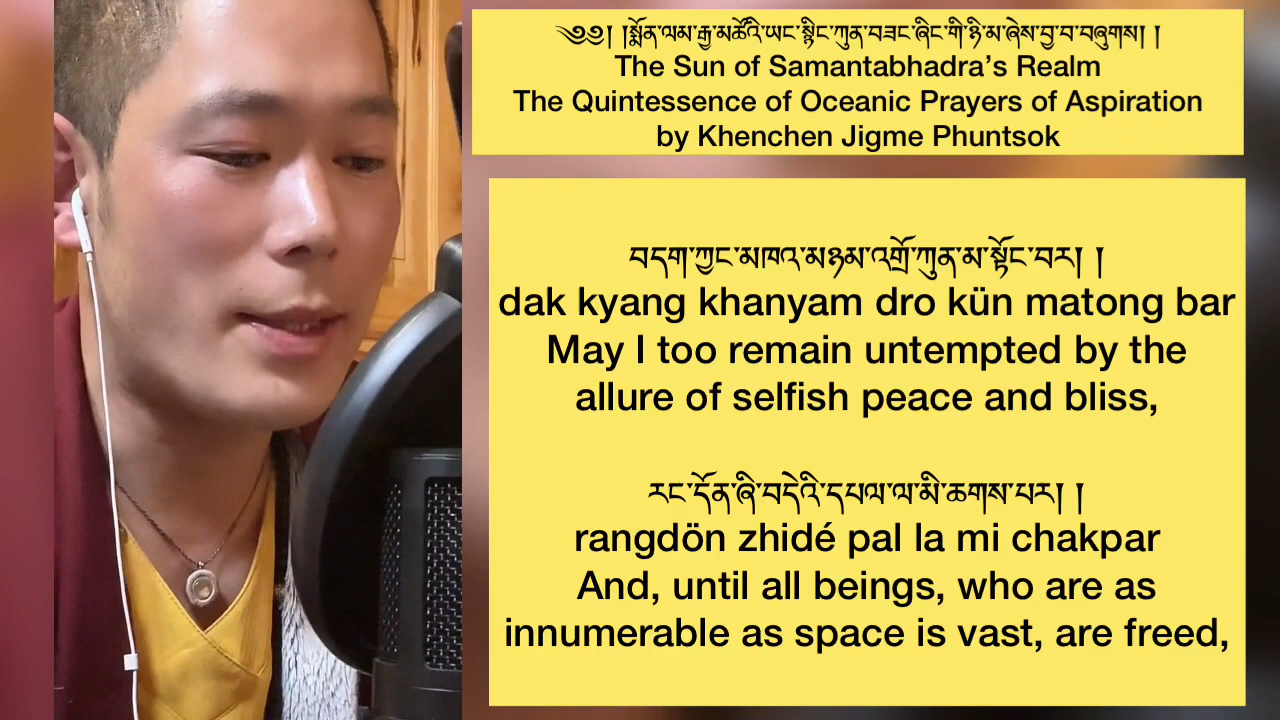 ༄༅། །སྨོན་ལམ་རྒྱ་མཚོའི་ཡང་སྙིང་ཀུན་བཟང་ཞིང་གི་ཉི་མ་ཞེས་བྱ་བ་བཞུགས། །
The Sun of Samantabhadra’s Realm
The Quintessence of Oceanic Prayers of Aspiration
by Khenchen Jigme Phuntsok
བདག་ཀྱང་མཁའ་མཉམ་འགྲོ་ཀུན་མ་སྟོང་བར། །
dak kyang khanyam dro kün matong bar
May I too remain untempted by the
allure of selfish peace and bliss,
རང་དོན་ཞི་བདེའི་དཔལ་ལ་མི་ཆགས་པར། །
rangdön zhidé pal la mi chakpar
And, until all beings, who are as
innumerable as space is vast, are freed,